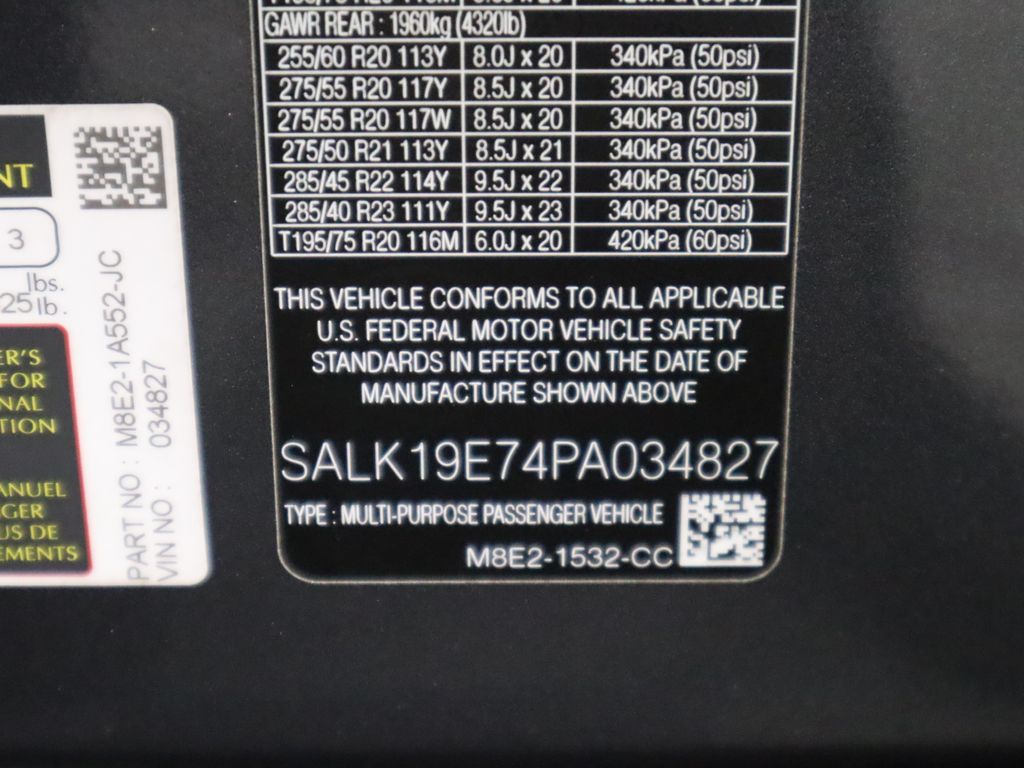 GAWR REAR : 1960kg (4320lb)
255/60 R20 113Y 8.0J x 20 340kPa (50psi)
275/55 R20 117Y 8.5J x 20 340kPa (50psi)
275/55 R20 117W 8.5J x 20 340kPa (50psi)
275/50 R21 113Y 8.5J x 21 340kPa (50psi)
285/45 R22 114Y 9.5J x 22 340kPa (50psi)
285/40 R23 111Y 9.5J x 23 340kPa (50psi)
T195/75 R20 116M 6.0J x 20 420kPa (60psi)
THIS VEHICLE CONFORMS TO ALL APPLICABLE
U.S. FEDERAL MOTOR VEHICLE SAFETY
STANDARDS IN EFFECT ON THE DATE OF
MANUFACTURE SHOWN ABOVE
SALK19E74PA034827
TYPE : MULTI-PURPOSE PASSENGER VEHICLE
M8E2-1532-CC
NT
3
lbs.
25 lb.
ER'S
FOR
NAL
TION
ANUEL
GER
US DE
EMENTS
PART NO : M8E2-1A552-JC
VIN NO : 034827